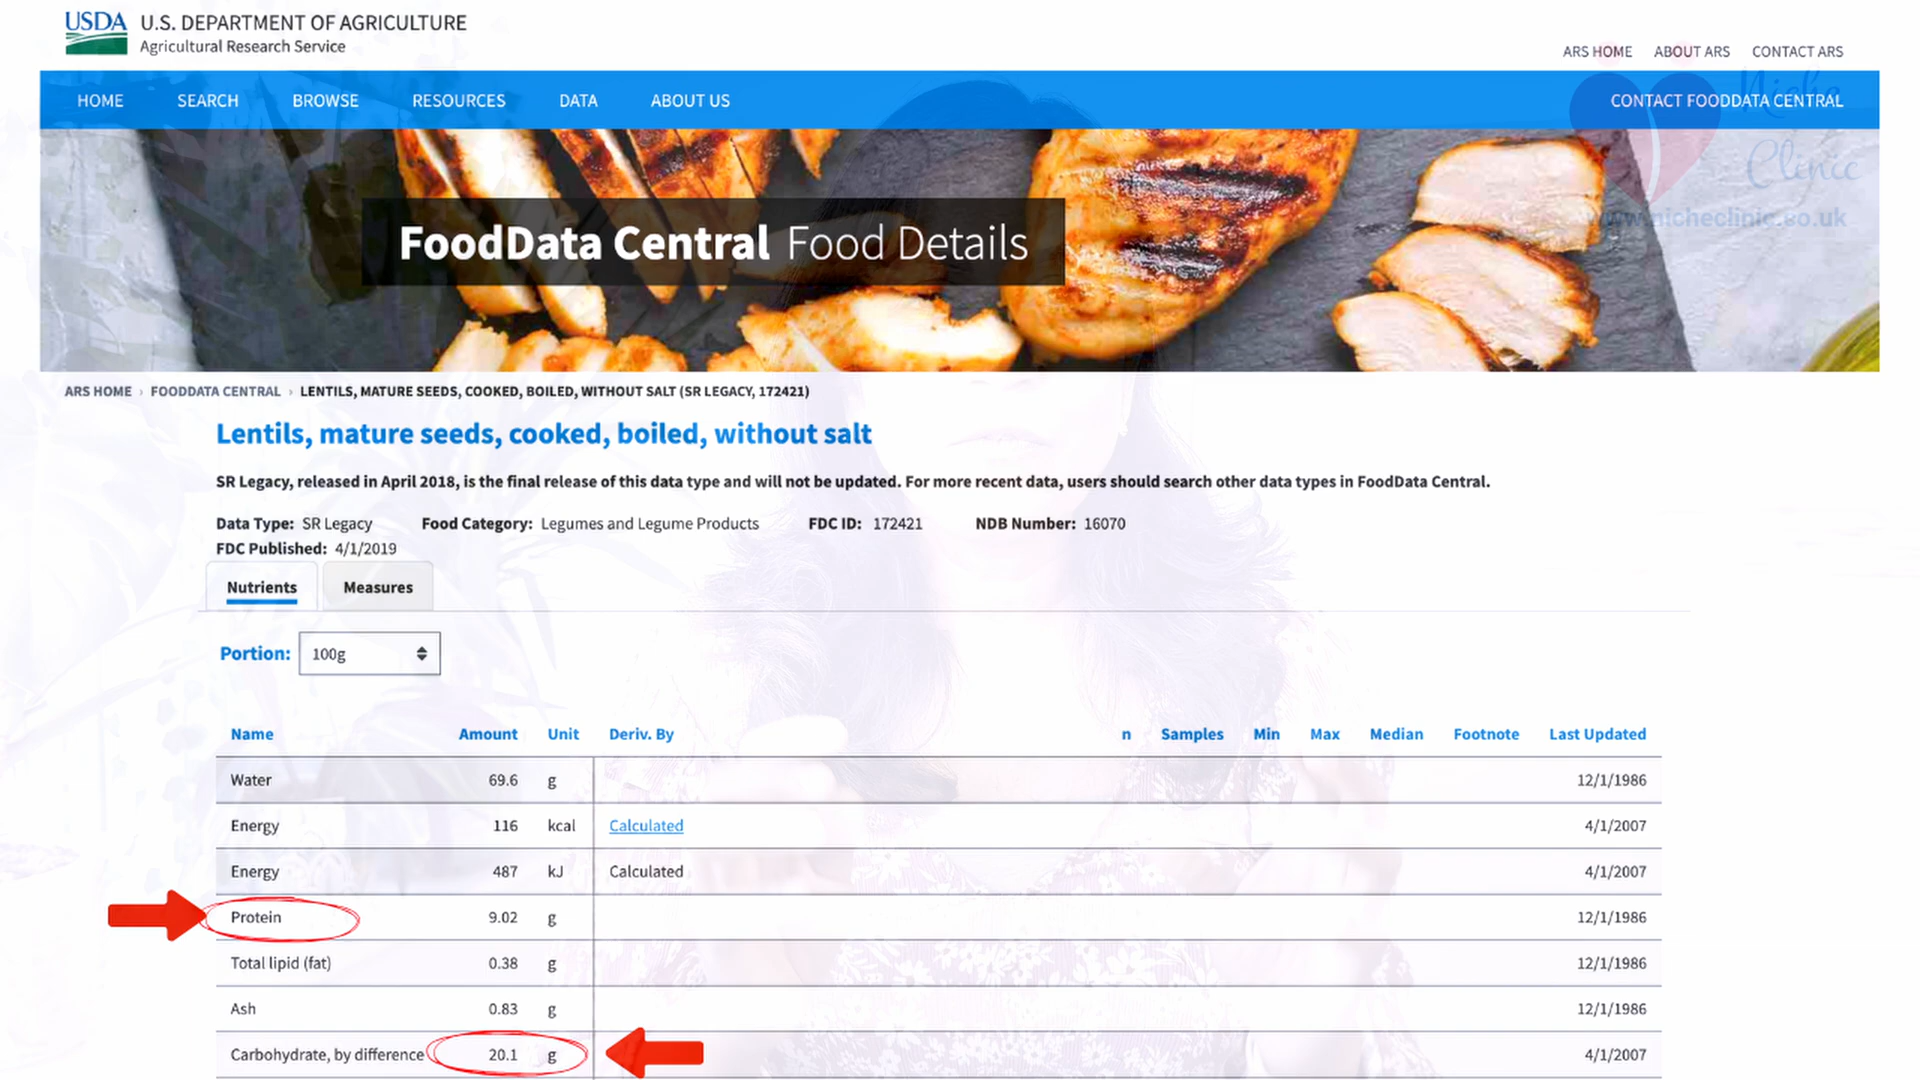 USDA U.S. DEPARTMENT OF AGRICULTURE
Agricultural Research Service
ARS HOME ABOUT ARS CONTACT ARS
HOME SEARCH BROWSE RESOURCES DATA ABOUT US CONTACT FOODDATA CENTRAL
Niche
Clinic
www.nicheclinic.co.uk
FoodData Central Food Details
ARS HOME › FOODDATA CENTRAL › LENTILS, MATURE SEEDS, COOKED, BOILED, WITHOUT SALT (SR LEGACY, 172421)
Lentils, mature seeds, cooked, boiled, without salt
SR Legacy, released in April 2018, is the final release of this data type and will not be updated. For more recent data, users should search other data types in FoodData Central.
Data Type: SR Legacy Food Category: Legumes and Legume Products FDC ID: 172421 NDB Number: 16070
FDC Published: 4/1/2019
Nutrients Measures
Portion: 100g
Name Amount Unit Deriv. By n Samples Min Max Median Footnote Last Updated
Water 69.6 g 12/1/1986
Energy 116 kcal Calculated 4/1/2007
Energy 487 kJ Calculated 4/1/2007
Protein 9.02 g 12/1/1986
Total lipid (fat) 0.38 g 12/1/1986
Ash 0.83 g 12/1/1986
Carbohydrate, by difference 20.1 g 4/1/2007